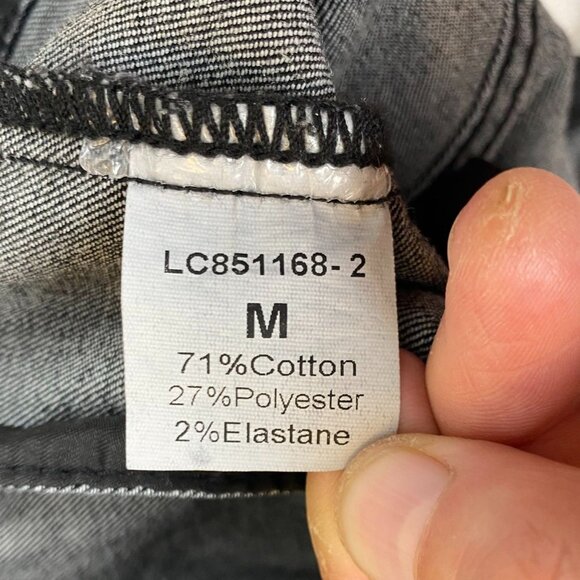 LC851168- 2
M
71%Cotton
27%Polyester
2%Elastane